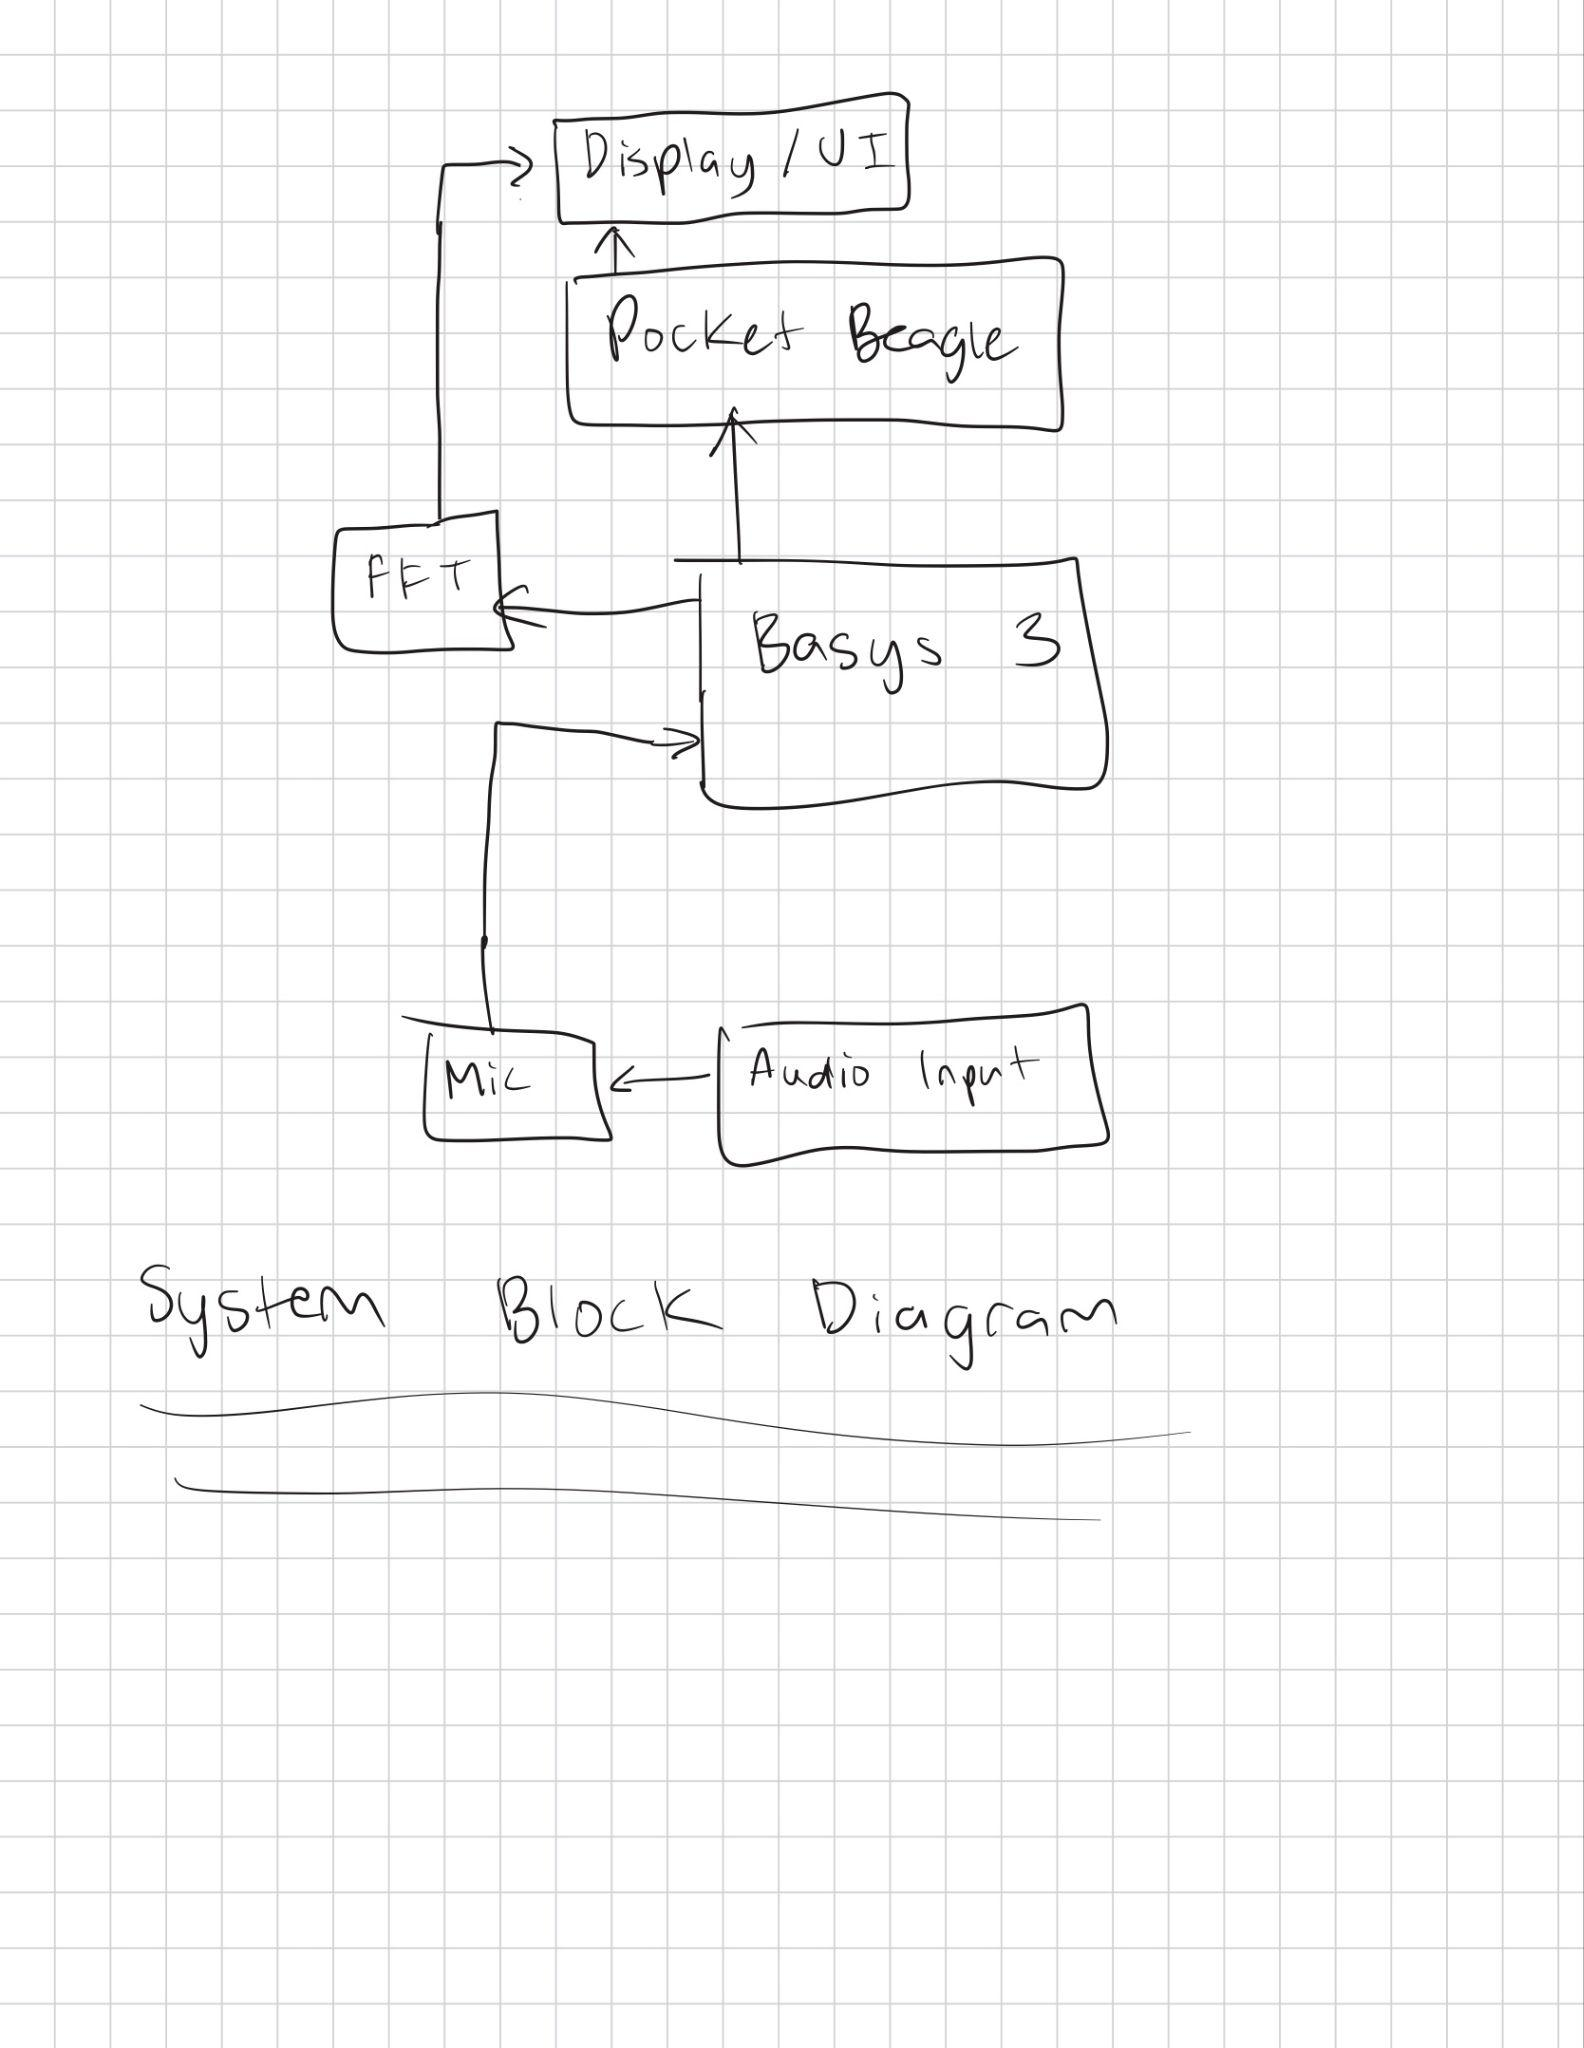 Display / UI
Pocket Beagle
FFT
Basys 3
Mic
Audio Input
System Block Diagram